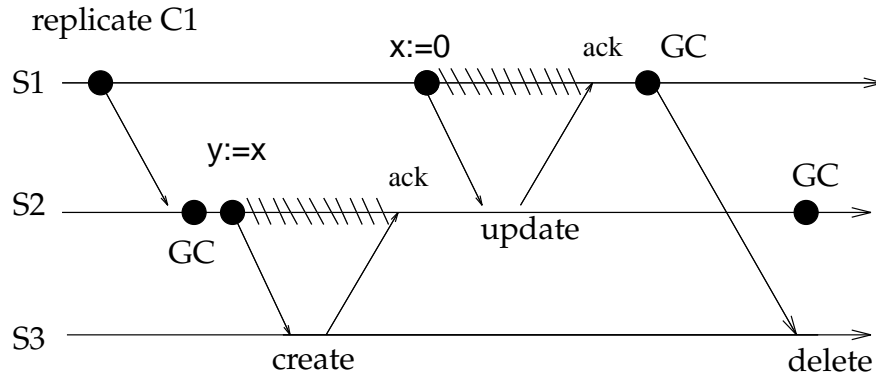 replicate C1
x:=0
ack
GC
S1
y:=x
ack
GC
S2
GC
update
S3
create
delete